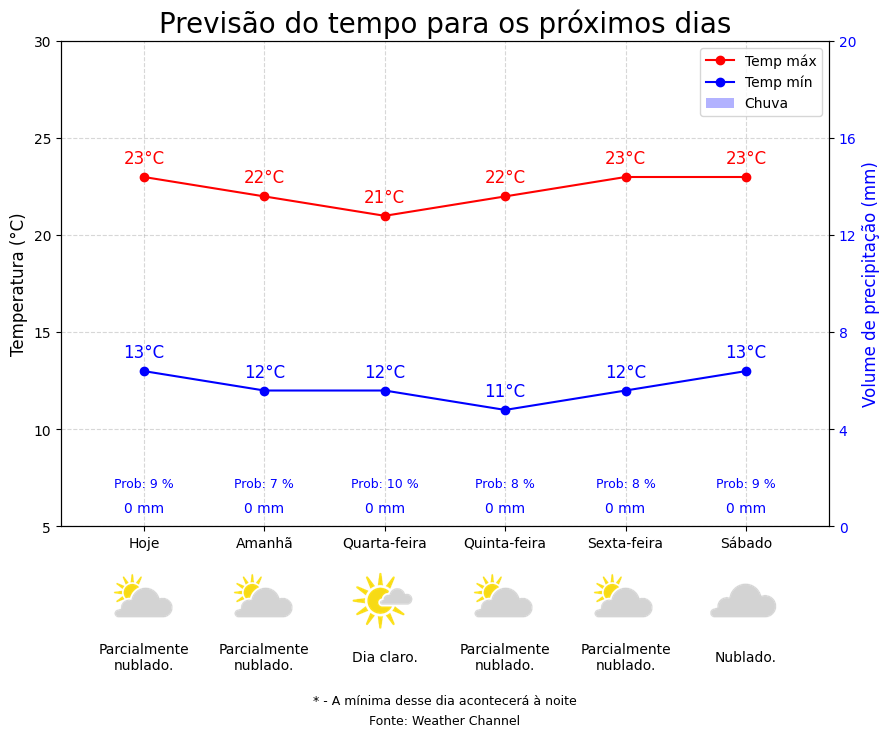 Previsão do tempo para os próximos dias
Temperatura (°C)
Volume de precipitação (mm)
30
25
20
15
10
5
20
16
12
8
4
0
Temp máx
Temp mín
Chuva
23°C
22°C
21°C
22°C
23°C
23°C
13°C
12°C
12°C
11°C
12°C
13°C
Prob: 9 %
Prob: 7 %
Prob: 10 %
Prob: 8 %
Prob: 8 %
Prob: 9 %
0 mm
0 mm
0 mm
0 mm
0 mm
0 mm
Hoje
Amanhã
Quarta-feira
Quinta-feira
Sexta-feira
Sábado
Parcialmente
nublado.
Parcialmente
nublado.
Dia claro.
Parcialmente
nublado.
Parcialmente
nublado.
Nublado.
* - A mínima desse dia acontecerá à noite
Fonte: Weather Channel